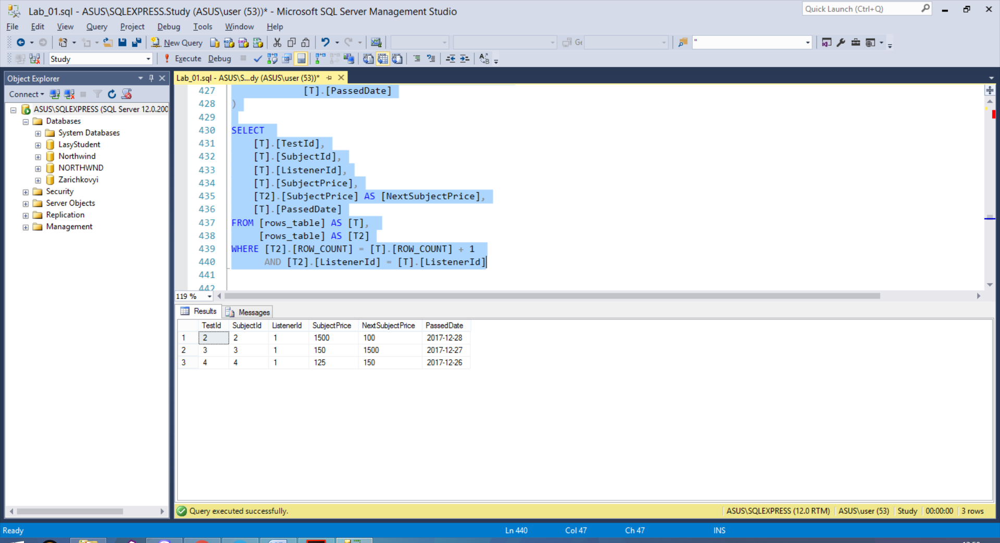 Lab_01.sql - ASUS\SQLEXPRESS.Study (ASUS\user (53))* - Microsoft SQL Server Management Studio
Quick Launch (Ctrl+Q)
File Edit View Query Project Debug Tools Window Help
New Query
"
Study
Execute Debug
Object Explorer
Connect
ASUS\SQLEXPRESS (SQL Server 12.0.200
Databases
System Databases
LasyStudent
Northwind
NORTHWND
Zarichkovyi
Security
Server Objects
Replication
Management
Lab_01.sql - ASUS\S...dy (ASUS\user (53))*
427 [T].[PassedDate]
428 )
429
430 SELECT
431 [T].[TestId],
432 [T].[SubjectId],
433 [T].[ListenerId],
434 [T].[SubjectPrice],
435 [T2].[SubjectPrice] AS [NextSubjectPrice],
436 [T].[PassedDate]
437 FROM [rows_table] AS [T],
438 [rows_table] AS [T2]
439 WHERE [T2].[ROW_COUNT] = [T].[ROW_COUNT] + 1
440 AND [T2].[ListenerId] = [T].[ListenerId]
441
442
119 %
Results Messages
TestId SubjectId ListenerId SubjectPrice NextSubjectPrice PassedDate
1 2 2 1 1500 100 2017-12-28
2 3 3 1 150 1500 2017-12-27
3 4 4 1 125 150 2017-12-26
Query executed successfully.
ASUS\SQLEXPRESS (12.0 RTM) ASUS\user (53) Study 00:00:00 3 rows
Ready
Ln 440 Col 47 Ch 47 INS